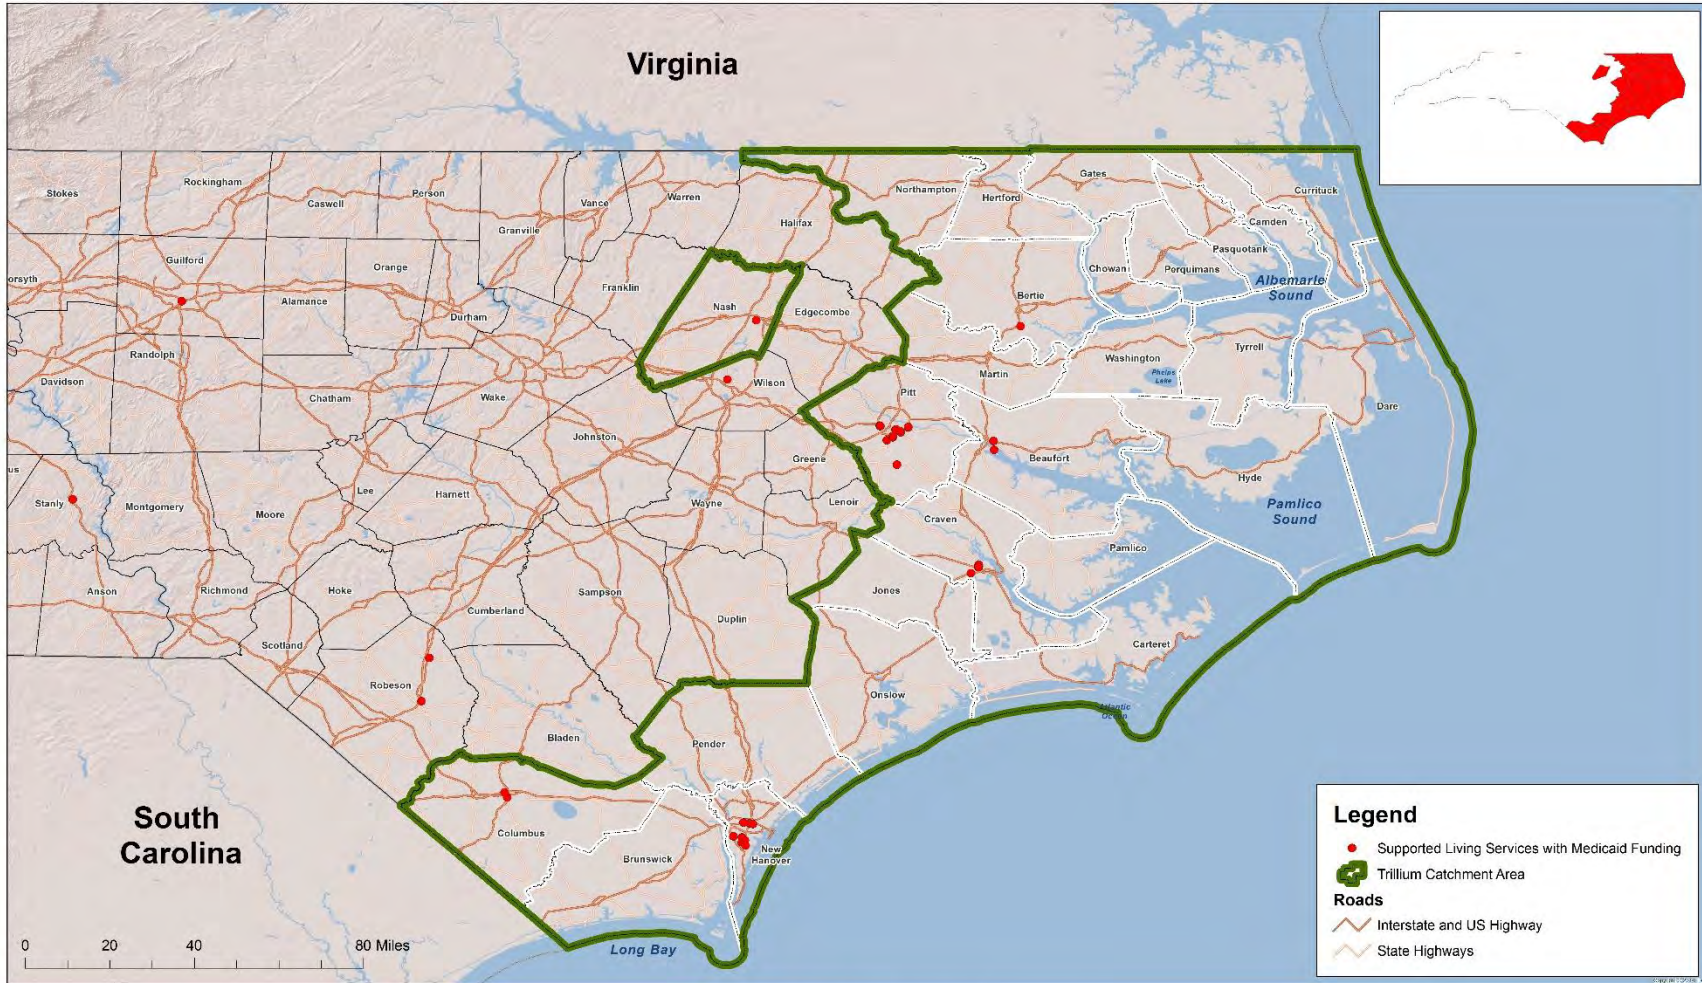 Virginia
Stokes
Rockingham
Caswell
Person
Granville
Vance
Warren
Halifax
Northampton
Hertford
Gates
Currituck
Camden
Pasquotank
Perquimans
Chowan
Albemarle
Sound
Bertie
orsyth
Guilford
Alamance
Orange
Durham
Franklin
Nash
Edgecombe
Washington
Tyrrell
Phelps
Lake
Martin
Dare
Davidson
Randolph
Chatham
Wake
Wilson
Pitt
Johnston
Greene
Beaufort
Hyde
Pamlico
Sound
us
Stanly
Montgomery
Moore
Lee
Harnett
Wayne
Lenoir
Craven
Pamlico
Anson
Richmond
Hoke
Cumberland
Sampson
Duplin
Jones
Carteret
Scotland
Robeson
Bladen
Pender
Onslow
Atlantic
Ocean
South
Carolina
Columbus
Brunswick
New
Hanover
Long Bay
0 20 40 80 Miles
Legend
Supported Living Services with Medicaid Funding
Trillium Catchment Area
Roads
Interstate and US Highway
State Highways